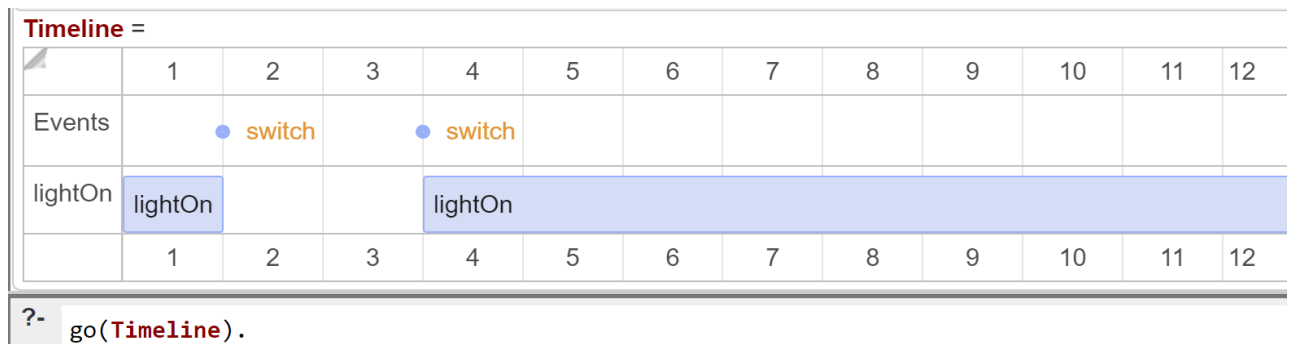 Timeline =
1 2 3 4 5 6 7 8 9 10 11 12
Events switch switch
lightOn lightOn lightOn
1 2 3 4 5 6 7 8 9 10 11 12
?- go(Timeline).